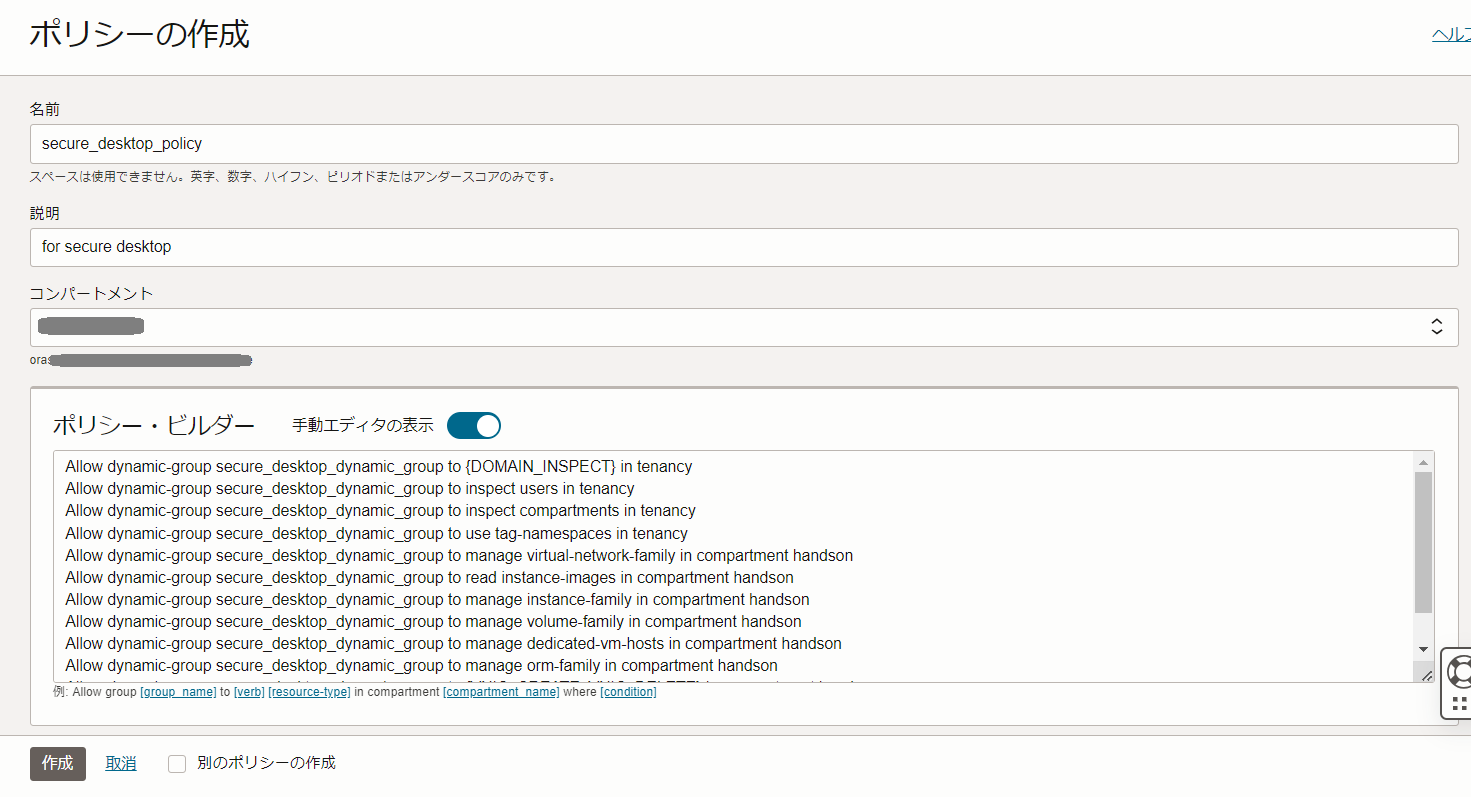 ポリシーの作成
ヘル
名前
secure_desktop_policy
スペースは使用できません。英字、数字、ハイフン、ピリオドまたはアンダースコアのみです。
説明
for secure desktop
コンパートメント
ポリシー・ビルダー 手動エディタの表示
Allow dynamic-group secure_desktop_dynamic_group to {DOMAIN_INSPECT} in tenancy
Allow dynamic-group secure_desktop_dynamic_group to inspect users in tenancy
Allow dynamic-group secure_desktop_dynamic_group to inspect compartments in tenancy
Allow dynamic-group secure_desktop_dynamic_group to use tag-namespaces in tenancy
Allow dynamic-group secure_desktop_dynamic_group to manage virtual-network-family in compartment handson
Allow dynamic-group secure_desktop_dynamic_group to read instance-images in compartment handson
Allow dynamic-group secure_desktop_dynamic_group to manage instance-family in compartment handson
Allow dynamic-group secure_desktop_dynamic_group to manage volume-family in compartment handson
Allow dynamic-group secure_desktop_dynamic_group to manage dedicated-vm-hosts in compartment handson
Allow dynamic-group secure_desktop_dynamic_group to manage orm-family in compartment handson
例: Allow group [group_name] to [verb] [resource-type] in compartment [compartment_name] where [condition]
作成 取消 別のポリシーの作成